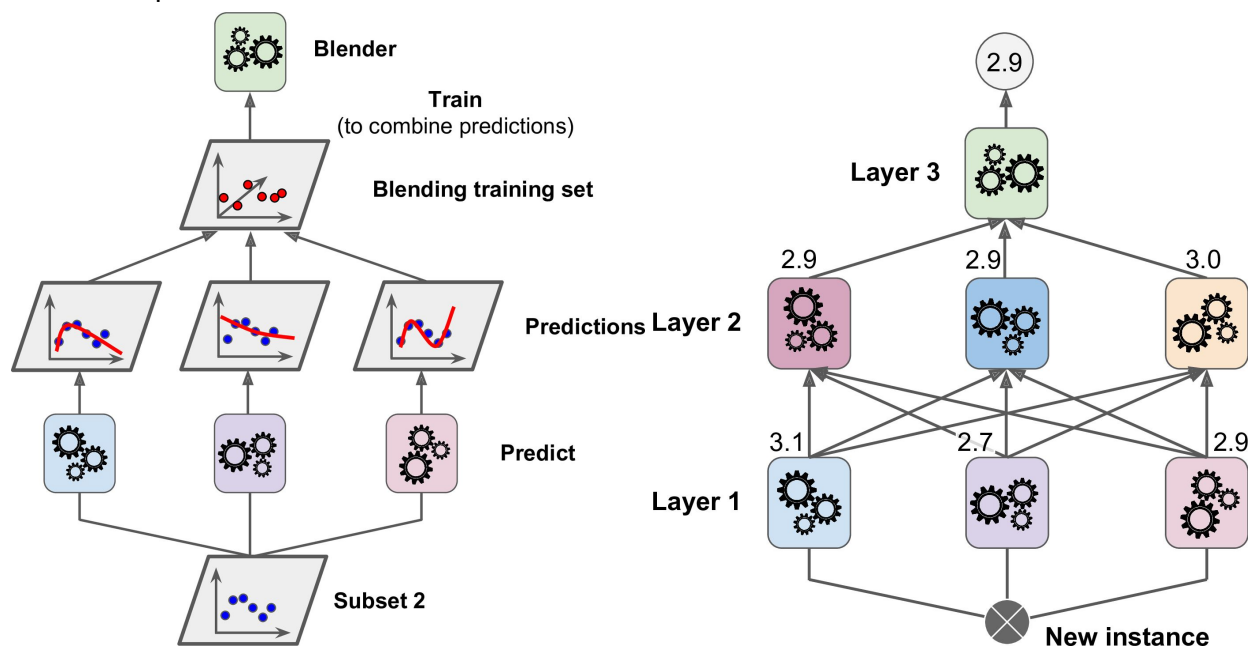 Blender
Train
(to combine predictions)
Blending training set
Predictions
Predict
Subset 2
2.9
Layer 3
2.9
2.9
3.0
Layer 2
3.1
2.7
2.9
Layer 1
New instance